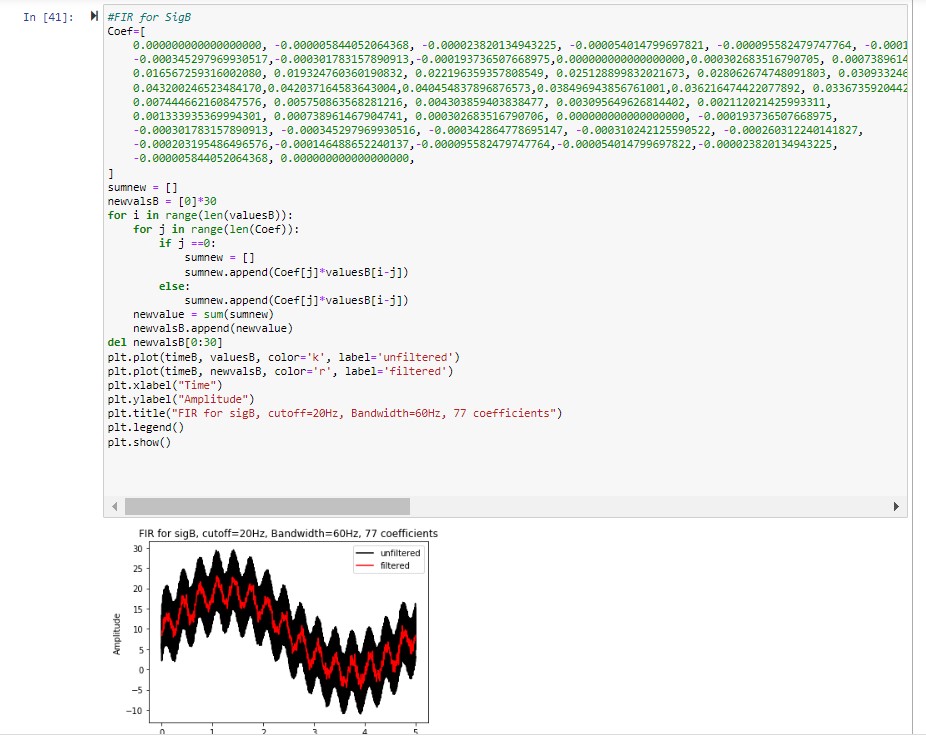 In [41]:
#FIR for SigB
Coef=[
0.000000000000000000, -0.000005844052064368, -0.000023820134943225, -0.000054014799697821, -0.000095582479747764, -0.0001
-0.000345297969930517,-0.000301783157890913,-0.000193736507668975,0.000000000000000000,0.000302683516790705, 0.0007389614
0.016567259316002080, 0.019324760360190832, 0.022196359357808549, 0.025128899832021673, 0.028062674748091803, 0.030933246
0.043200246523484170,0.042037164583643004,0.040454837896876573,0.038496943856761001,0.036216474422077892, 0.0336735920442
0.007444662160847576, 0.005750863568281216, 0.004303859403838477, 0.003095649626814402, 0.002112021425993311,
0.001333935369994301, 0.000738961467904741, 0.000302683516790706, 0.000000000000000000, -0.000193736507668975,
-0.000301783157890913, -0.000345297969930516, -0.000342864778695147, -0.000310242125590522, -0.000260312240141827,
-0.000203195486496576,-0.000146488652240137,-0.000095582479747764,-0.000054014799697822,-0.000023820134943225,
-0.000005844052064368, 0.000000000000000000,
]
sumnew = []
newvalsB = [0]*30
for i in range(len(valuesB)):
for j in range(len(Coef)):
if j ==0:
sumnew = []
sumnew.append(Coef[j]*valuesB[i-j])
else:
sumnew.append(Coef[j]*valuesB[i-j])
newvalue = sum(sumnew)
newvalsB.append(newvalue)
del newvalsB[0:30]
plt.plot(timeB, valuesB, color='k', label='unfiltered')
plt.plot(timeB, newvalsB, color='r', label='filtered')
plt.xlabel("Time")
plt.ylabel("Amplitude")
plt.title("FIR for sigB, cutoff=20Hz, Bandwidth=60Hz, 77 coefficients")
plt.legend()
plt.show()
FIR for sigB, cutoff=20Hz, Bandwidth=60Hz, 77 coefficients
unfiltered
filtered
Amplitude
30
25
20
15
10
5
0
−5
−10
0 1 2 3 4 5